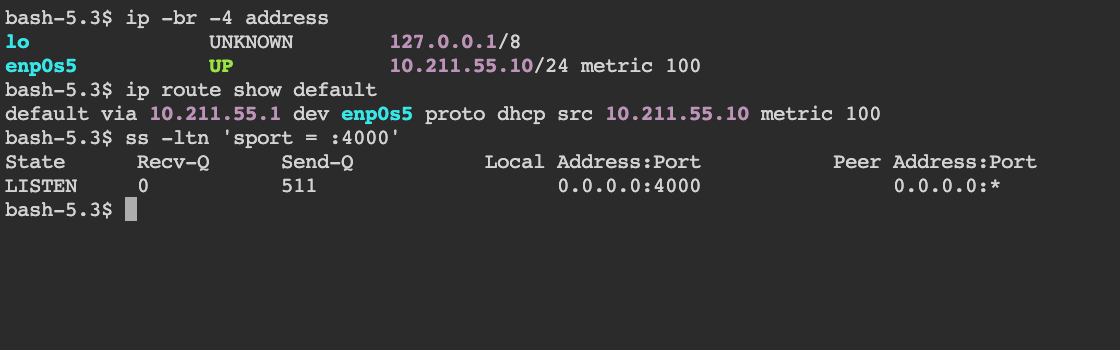 bash-5.3$ ip -br -4 address
lo UNKNOWN 127.0.0.1/8
enp0s5 UP 10.211.55.10/24 metric 100
bash-5.3$ ip route show default
default via 10.211.55.1 dev enp0s5 proto dhcp src 10.211.55.10 metric 100
bash-5.3$ ss -ltn 'sport = :4000'
State Recv-Q Send-Q Local Address:Port Peer Address:Port
LISTEN 0 511 0.0.0.0:4000 0.0.0.0:*
bash-5.3$